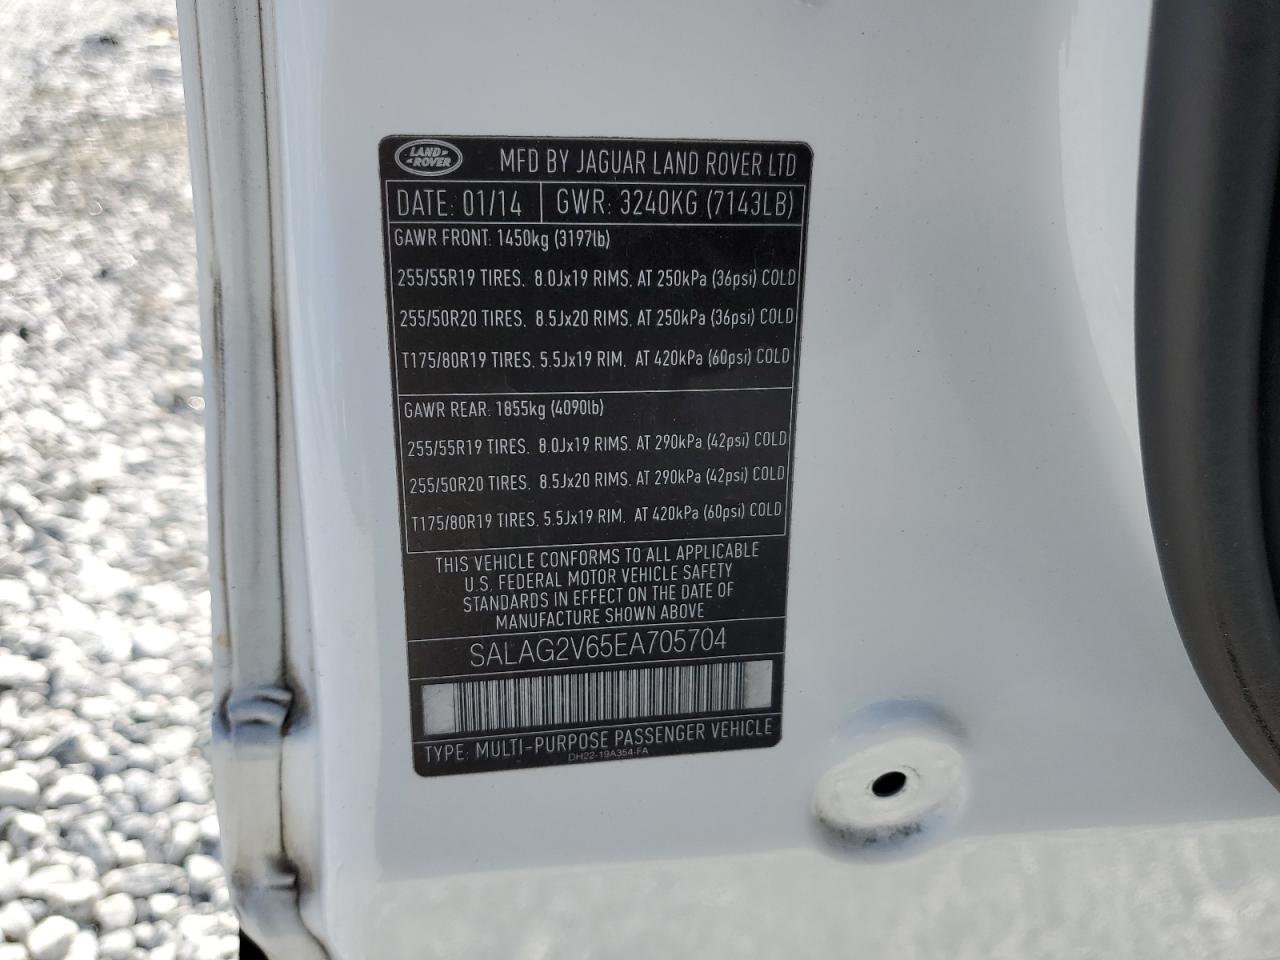 LAND-
-ROVER
MFD BY JAGUAR LAND ROVER LTD
DATE: 01/14 GWR: 3240KG (7143LB)
GAWR FRONT: 1450kg (3197lb)
255/55R19 TIRES. 8.0Jx19 RIMS. AT 250kPa (36psi) COLD
255/50R20 TIRES. 8.5Jx20 RIMS. AT 250kPa (36psi) COLD
T175/80R19 TIRES. 5.5Jx19 RIM. AT 420kPa (60psi) COLD
GAWR REAR: 1855kg (4090lb)
255/55R19 TIRES. 8.0Jx19 RIMS. AT 290kPa (42psi) COLD
255/50R20 TIRES. 8.5Jx20 RIMS. AT 290kPa (42psi) COLD
T175/80R19 TIRES. 5.5Jx19 RIM. AT 420kPa (60psi) COLD
THIS VEHICLE CONFORMS TO ALL APPLICABLE
U.S. FEDERAL MOTOR VEHICLE SAFETY
STANDARDS IN EFFECT ON THE DATE OF
MANUFACTURE SHOWN ABOVE
SALAG2V65EA705704
TYPE: MULTI-PURPOSE PASSENGER VEHICLE
DH22-19A354-FA